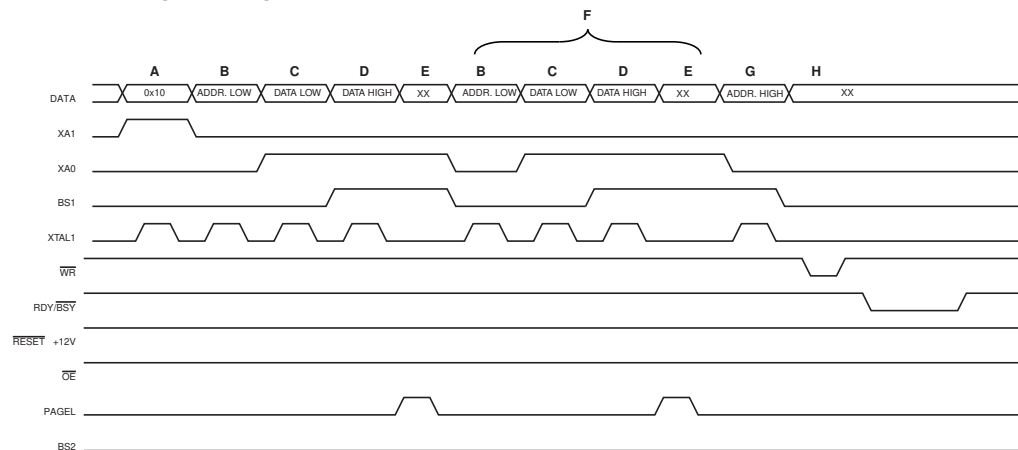 F
A B C D E B C D E G H
DATA 0x10 ADDR. LOW DATA LOW DATA HIGH XX ADDR. LOW DATA LOW DATA HIGH XX ADDR. HIGH XX
XA1
XA0
BS1
XTAL1
WR
RDY/BSY
RESET +12V
OE
PAGEL
BS2